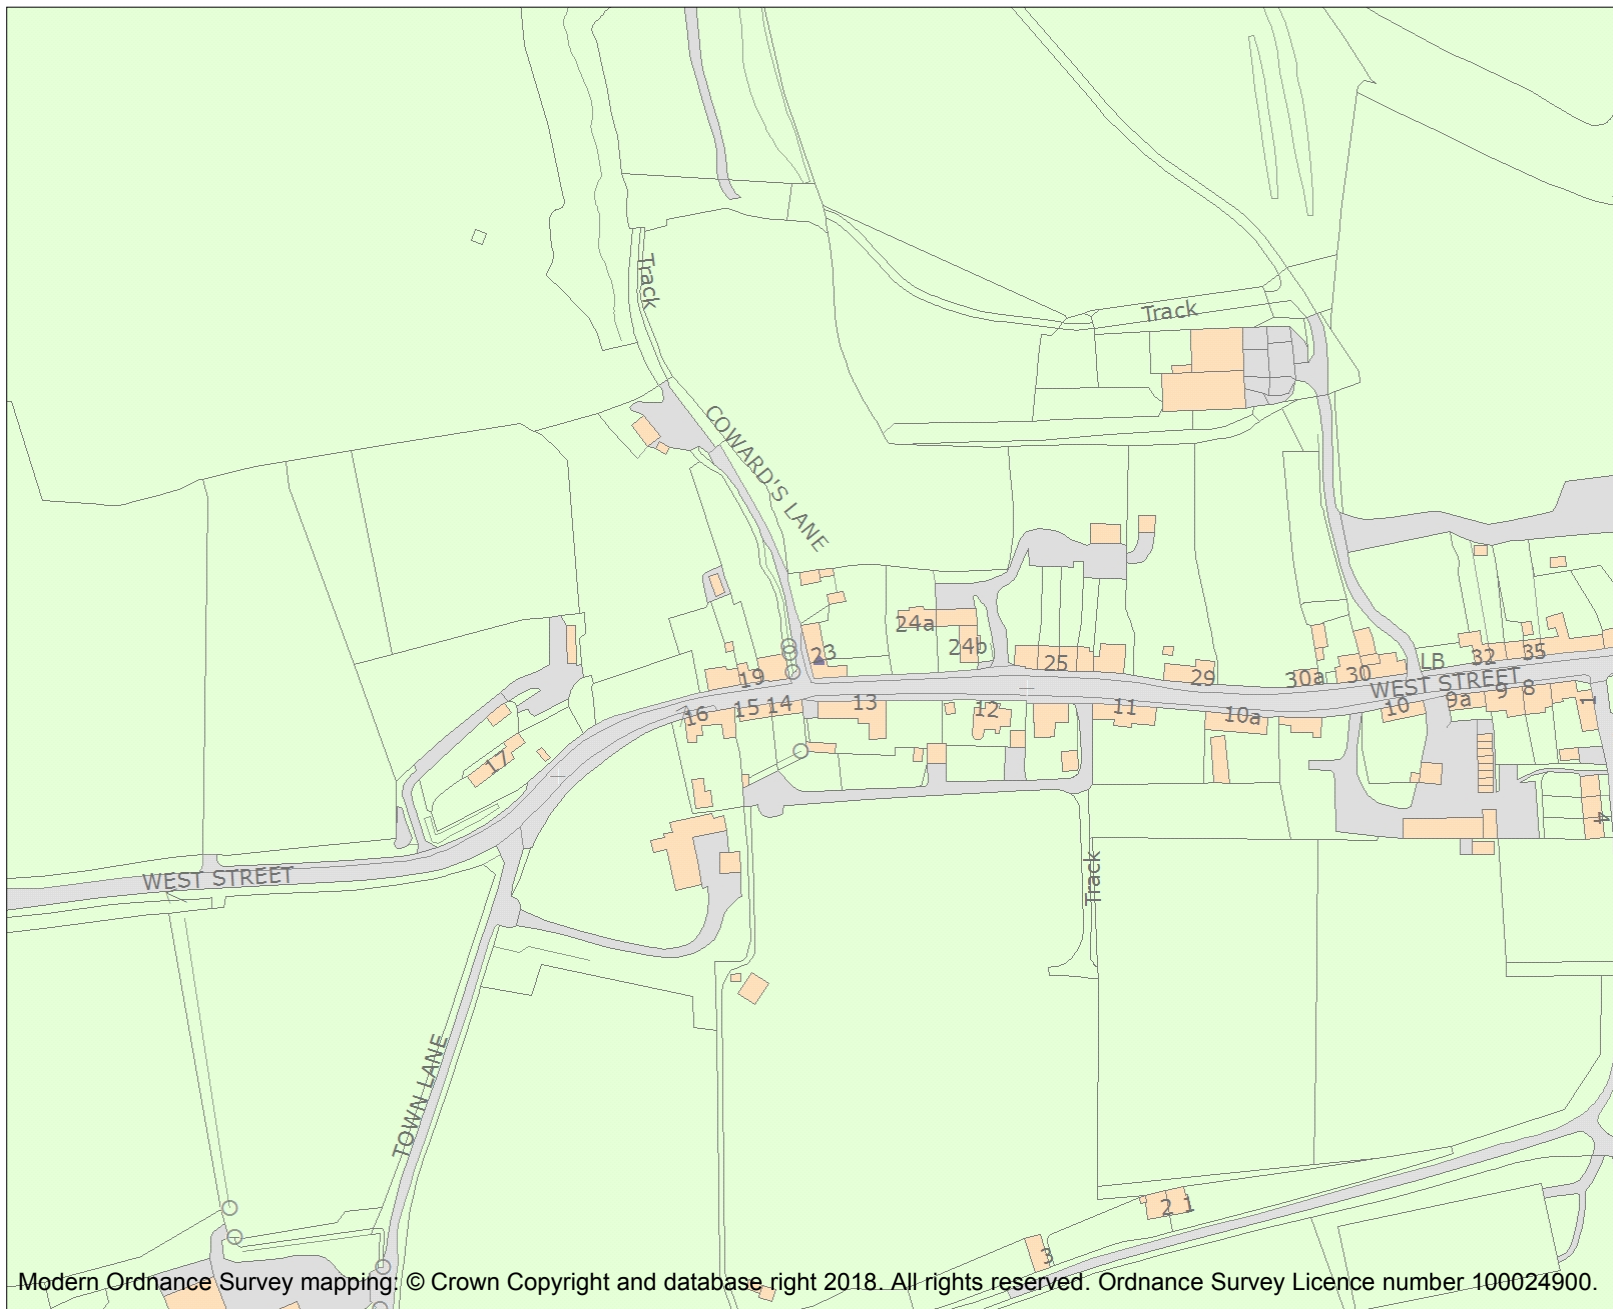 Track
Track
COWARD'S LANE
24a
24b
23
25
19
29
30a
30
LB
32
35
WEST STREET
16
15
14
13
12
11
10a
10
9a
9
8
1
17
4
Track
WEST STREET
TOWN LANE
2
1
3
Modern Ordnance Survey mapping: © Crown Copyright and database right 2018. All rights reserved. Ordnance Survey Licence number 100024900.